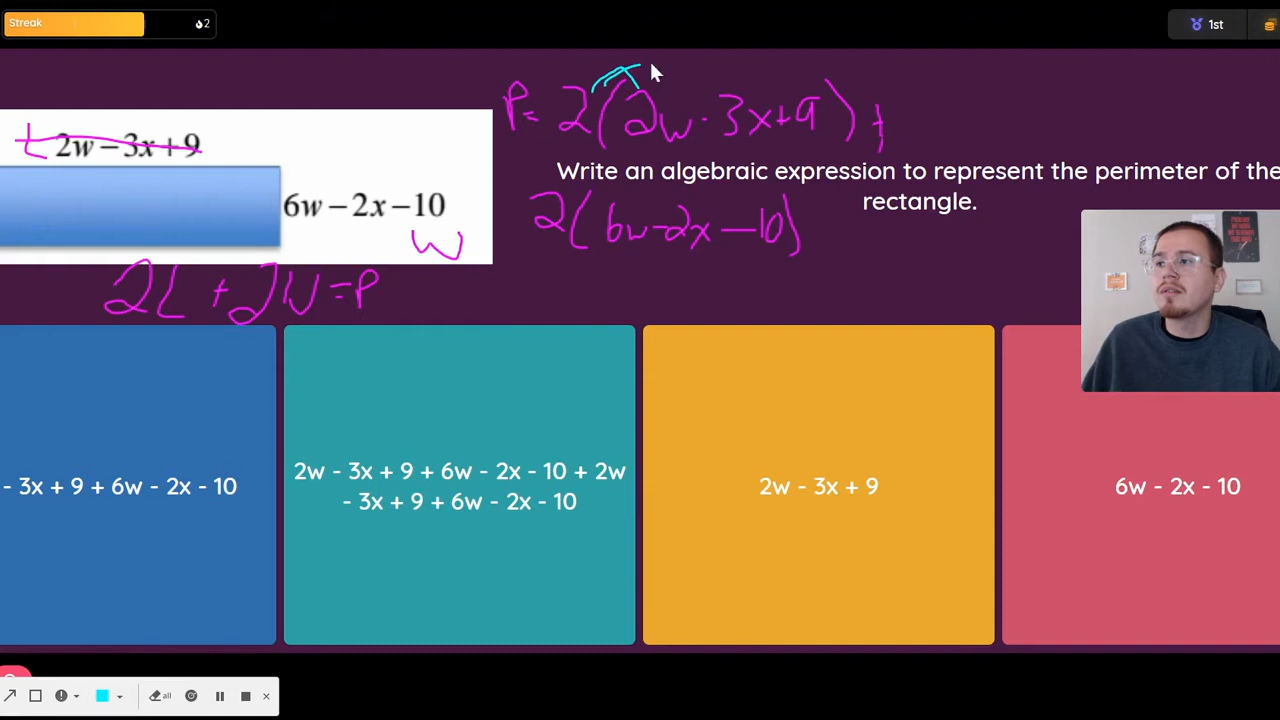 Streak
2
1st
P= 2(2w-3x+9)+
L
2w − 3x + 9
Write an algebraic expression to represent the perimeter of the
rectangle.
6w − 2x − 10
2(6w-2x-10)
W
2L + 2W = P
- 3x + 9 + 6w - 2x - 10
2w - 3x + 9 + 6w - 2x - 10 + 2w
- 3x + 9 + 6w - 2x - 10
2w - 3x + 9
6w - 2x - 10
all